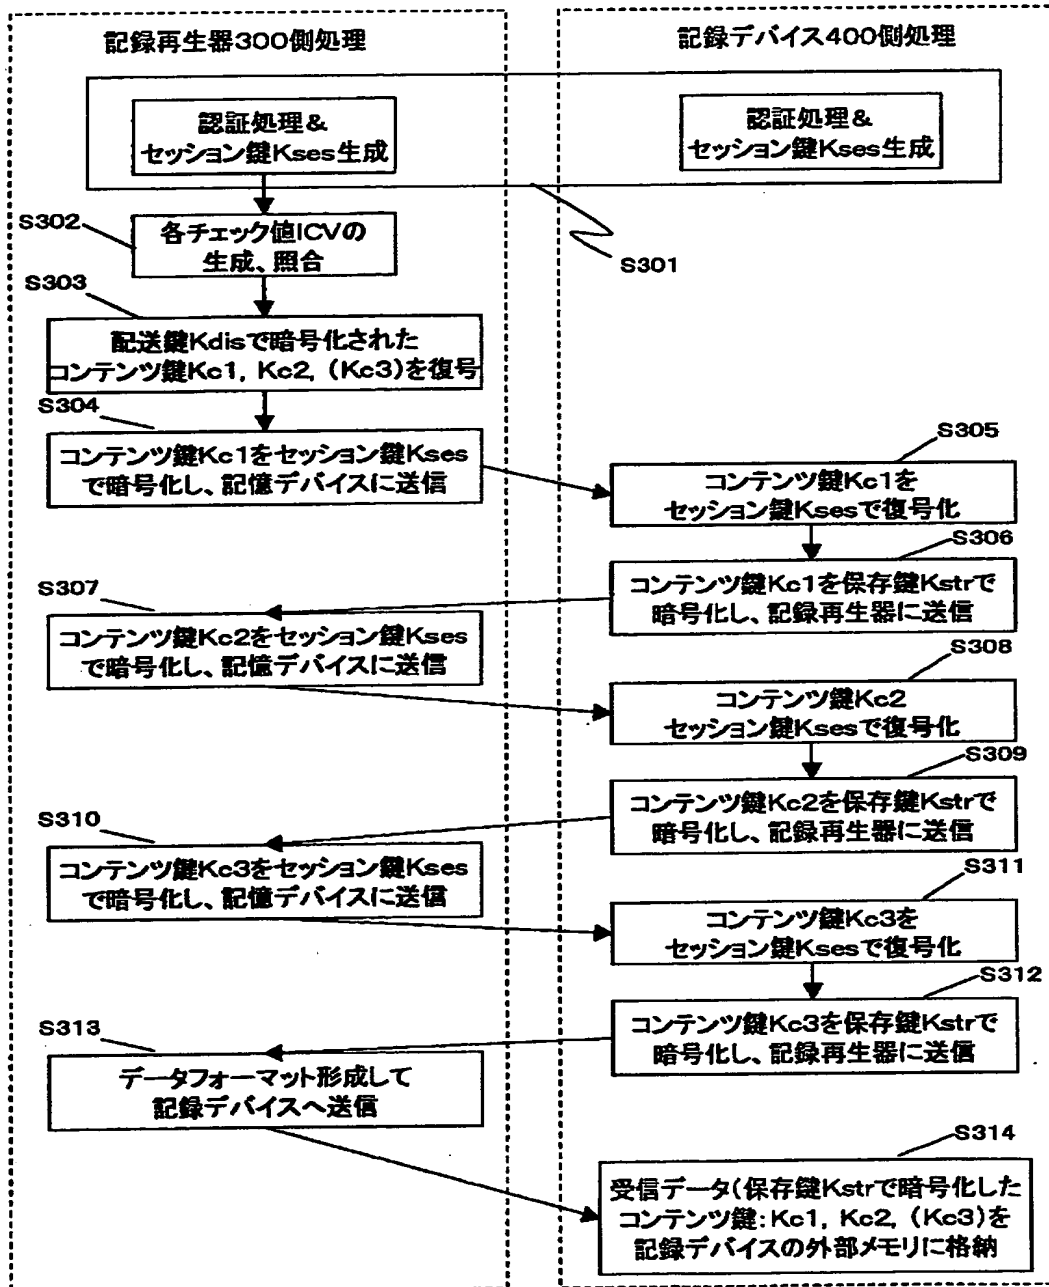 記録再生器300側処理
記録デバイス400側処理
認証処理&
セッション鍵Kses生成
認証処理&
セッション鍵Kses生成
S301
S302
各チェック値ICVの
生成、照合
S303
配送鍵Kdisで暗号化された
コンテンツ鍵Kc1, Kc2, (Kc3)を復号
S304
コンテンツ鍵Kc1をセッション鍵Kses
で暗号化し、記憶デバイスに送信
S305
コンテンツ鍵Kc1を
セッション鍵Ksesで復号化
S306
コンテンツ鍵Kc1を保存鍵Kstrで
暗号化し、記録再生器に送信
S307
コンテンツ鍵Kc2をセッション鍵Kses
で暗号化し、記憶デバイスに送信
S308
コンテンツ鍵Kc2
セッション鍵Ksesで復号化
S309
コンテンツ鍵Kc2を保存鍵Kstrで
暗号化し、記録再生器に送信
S310
コンテンツ鍵Kc3をセッション鍵Kses
で暗号化し、記憶デバイスに送信
S311
コンテンツ鍵Kc3を
セッション鍵Ksesで復号化
S312
コンテンツ鍵Kc3を保存鍵Kstrで
暗号化し、記録再生器に送信
S313
データフォーマット形成して
記録デバイスへ送信
S314
受信データ(保存鍵Kstrで暗号化した
コンテンツ鍵:Kc1, Kc2, (Kc3)を
記録デバイスの外部メモリに格納